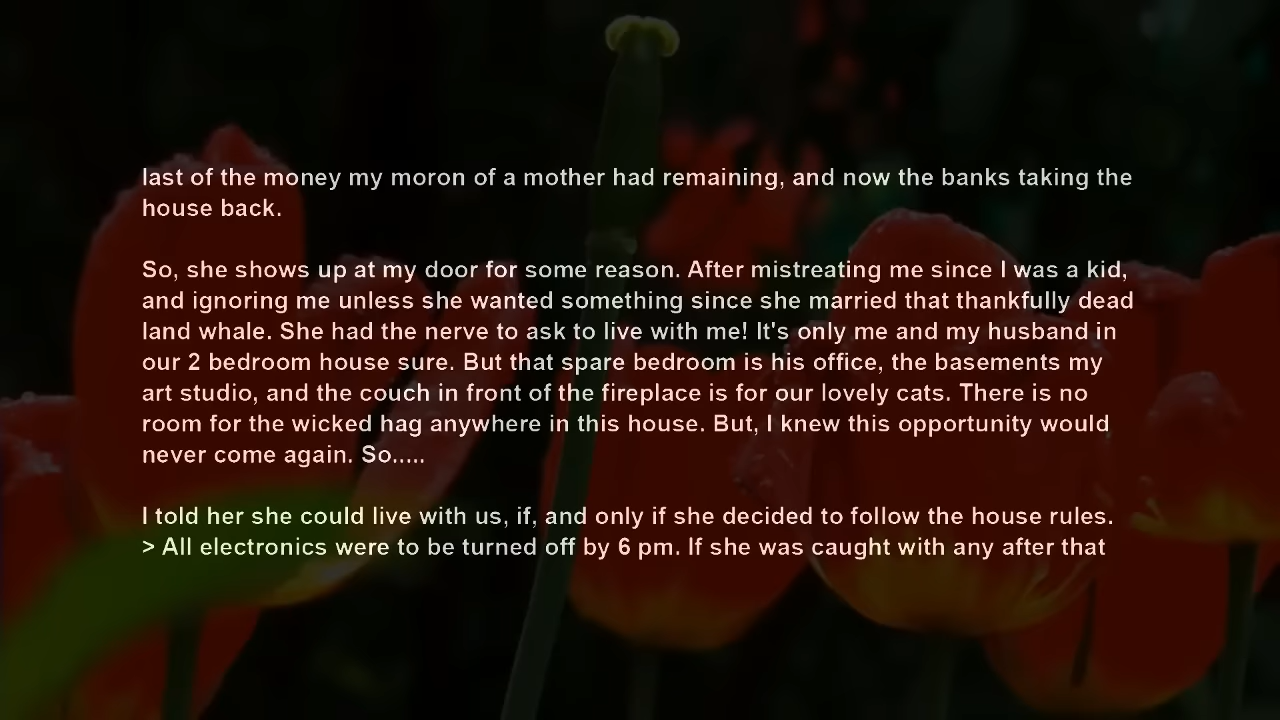 last of the money my moron of a mother had remaining, and now the banks taking the
house back.
So, she shows up at my door for some reason. After mistreating me since I was a kid,
and ignoring me unless she wanted something since she married that thankfully dead
land whale. She had the nerve to ask to live with me! It's only me and my husband in
our 2 bedroom house sure. But that spare bedroom is his office, the basements my
art studio, and the couch in front of the fireplace is for our lovely cats. There is no
room for the wicked hag anywhere in this house. But, I knew this opportunity would
never come again. So.....
I told her she could live with us, if, and only if she decided to follow the house rules.
> All electronics were to be turned off by 6 pm. If she was caught with any after that